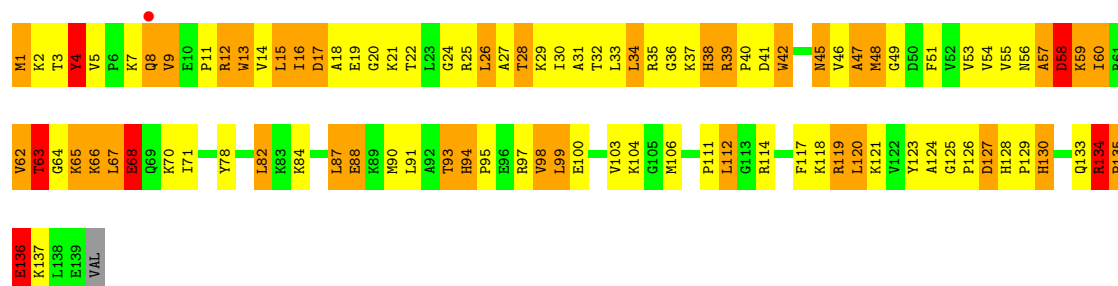 M1 K2 T3 Y4 V5 P6 K7 Q8 V9 E10 P11 R12 W13 V14 L15 I16 D17 A18 E19 G20 K21 T22 L23 G24 R25 L26 A27 T28 K29 I30 A31 T32 L33 L34 R35 G36 K37 H38 R39 P40 D41 W42 N45 V46 A47 M48 G49 D50 F51 V52 V53 V54 V55 N56 A57 D58 K59 I60 R61
V62 T63 G64 K65 K66 L67 E68 Q69 K70 I71 Y78 L82 K83 K84 L87 E88 K89 M90 L91 A92 T93 H94 P95 E96 R97 V98 L99 E100 V103 K104 G105 M106 P111 L112 G113 R114 F117 K118 R119 L120 K121 V122 Y123 A124 G125 P126 D127 H128 P129 H130 Q133 R134 P135
E136 K137 L138 E139 VAL